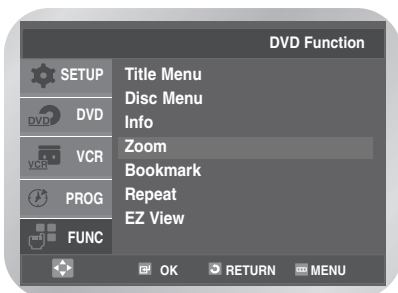 DVD Function
SETUP
DVD
DVD
VCR
VCR
PROG
FUNC
Title Menu
Disc Menu
Info
Zoom
Bookmark
Repeat
EZ View
OK RETURN MENU